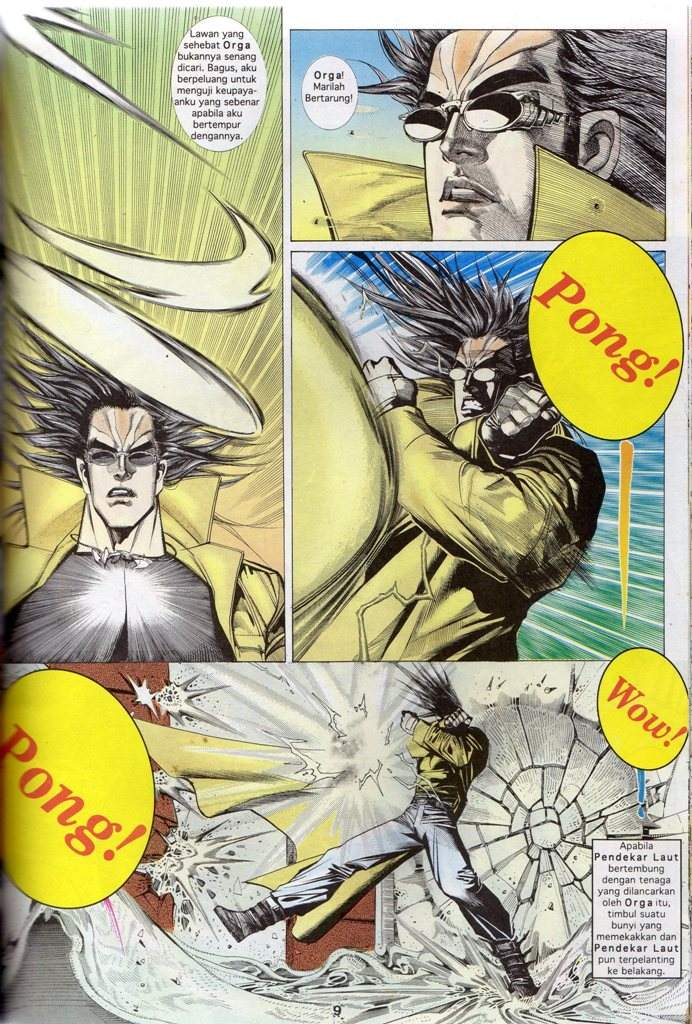 Lawan yang
sehebat Orga
bukannya senang
dicari. Bagus, aku
berpeluang untuk
menguji keupaya-
anku yang sebenar
apabila aku
bertempur
dengannya.
Orga!
Marilah
Bertarung!
Pong!
Pong!
Wow!
Apabila
Pendekar Laut
bertembung
dengan tenaga
yang dilancarkan
oleh Orga itu,
timbul suatu
bunyi yang
memekakkan dan
Pendekar Laut
pun terpelanting
ke belakang.
9